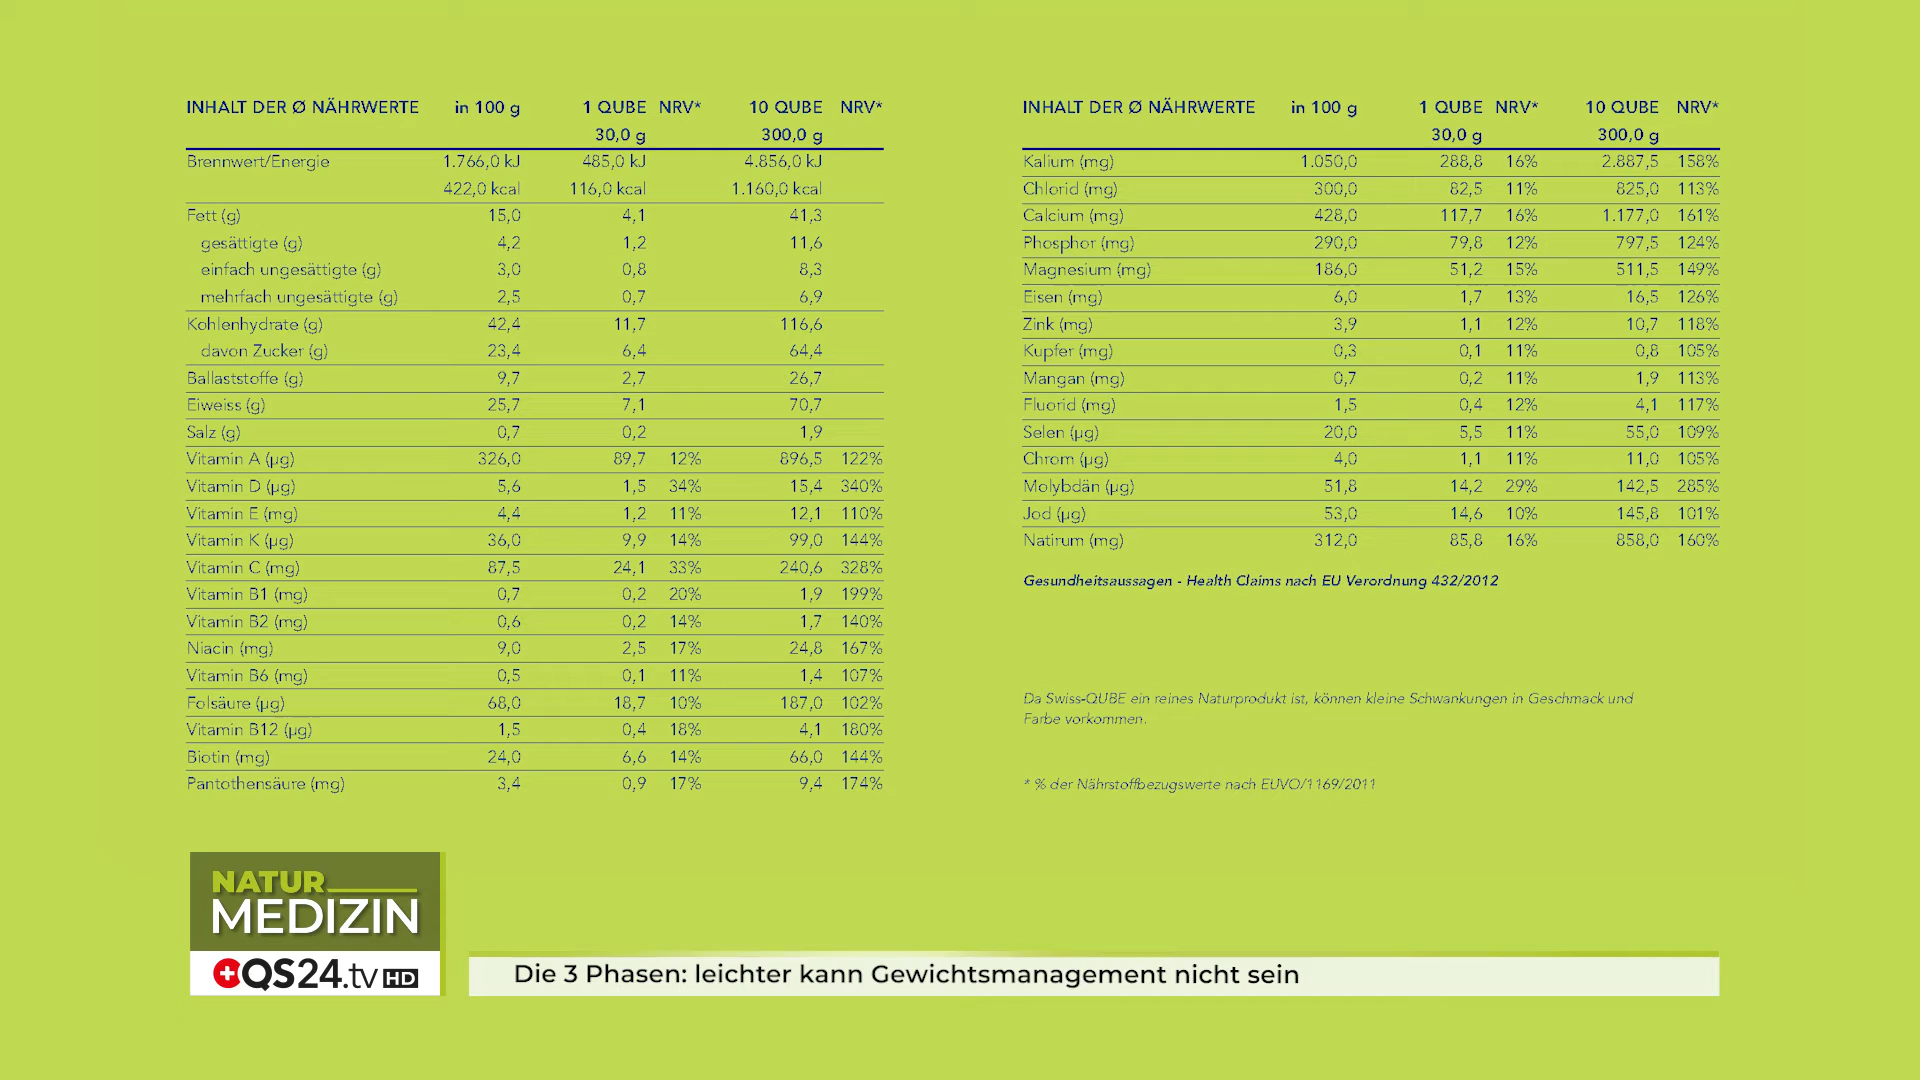 INHALT DER Ø NÄHRWERTE in 100 g 1 QUBE NRV* 10 QUBE NRV*
30,0 g 300,0 g
Brennwert/Energie 1.766,0 kJ 485,0 kJ 4.856,0 kJ
422,0 kcal 116,0 kcal 1.160,0 kcal
Fett (g) 15,0 4,1 41,3
gesättigte (g) 4,2 1,2 11,6
einfach ungesättigte (g) 3,0 0,8 8,3
mehrfach ungesättigte (g) 2,5 0,7 6,9
Kohlenhydrate (g) 42,4 11,7 116,6
davon Zucker (g) 23,4 6,4 64,4
Ballaststoffe (g) 9,7 2,7 26,7
Eiweiss (g) 25,7 7,1 70,7
Salz (g) 0,7 0,2 1,9
Vitamin A (µg) 326,0 89,7 12% 896,5 122%
Vitamin D (µg) 5,6 1,5 34% 15,4 340%
Vitamin E (mg) 4,4 1,2 11% 12,1 110%
Vitamin K (µg) 36,0 9,9 14% 99,0 144%
Vitamin C (mg) 87,5 24,1 33% 240,6 328%
Vitamin B1 (mg) 0,7 0,2 20% 1,9 199%
Vitamin B2 (mg) 0,6 0,2 14% 1,7 140%
Niacin (mg) 9,0 2,5 17% 24,8 167%
Vitamin B6 (mg) 0,5 0,1 11% 1,4 107%
Folsäure (µg) 68,0 18,7 10% 187,0 102%
Vitamin B12 (µg) 1,5 0,4 18% 4,1 180%
Biotin (mg) 24,0 6,6 14% 66,0 144%
Pantothensäure (mg) 3,4 0,9 17% 9,4 174%
INHALT DER Ø NÄHRWERTE in 100 g 1 QUBE NRV* 10 QUBE NRV*
30,0 g 300,0 g
Kalium (mg) 1.050,0 288,8 16% 2.887,5 158%
Chlorid (mg) 300,0 82,5 11% 825,0 113%
Calcium (mg) 428,0 117,7 16% 1.177,0 161%
Phosphor (mg) 290,0 79,8 12% 797,5 124%
Magnesium (mg) 186,0 51,2 15% 511,5 149%
Eisen (mg) 6,0 1,7 13% 16,5 126%
Zink (mg) 3,9 1,1 12% 10,7 118%
Kupfer (mg) 0,3 0,1 11% 0,8 105%
Mangan (mg) 0,7 0,2 11% 1,9 113%
Fluorid (mg) 1,5 0,4 12% 4,1 117%
Selen (µg) 20,0 5,5 11% 55,0 109%
Chrom (µg) 4,0 1,1 11% 11,0 105%
Molybdän (µg) 51,8 14,2 29% 142,5 285%
Jod (µg) 53,0 14,6 10% 145,8 101%
Natirum (mg) 312,0 85,8 16% 858,0 160%
Gesundheitsaussagen - Health Claims nach EU Verordnung 432/2012
Da Swiss-QUBE ein reines Naturprodukt ist, können kleine Schwankungen in Geschmack und
Farbe vorkommen.
* % der Nährstoffbezugswerte nach EUVO/1169/2011
NATUR
MEDIZIN
QS24.tv HD
Die 3 Phasen: leichter kann Gewichtsmanagement nicht sein